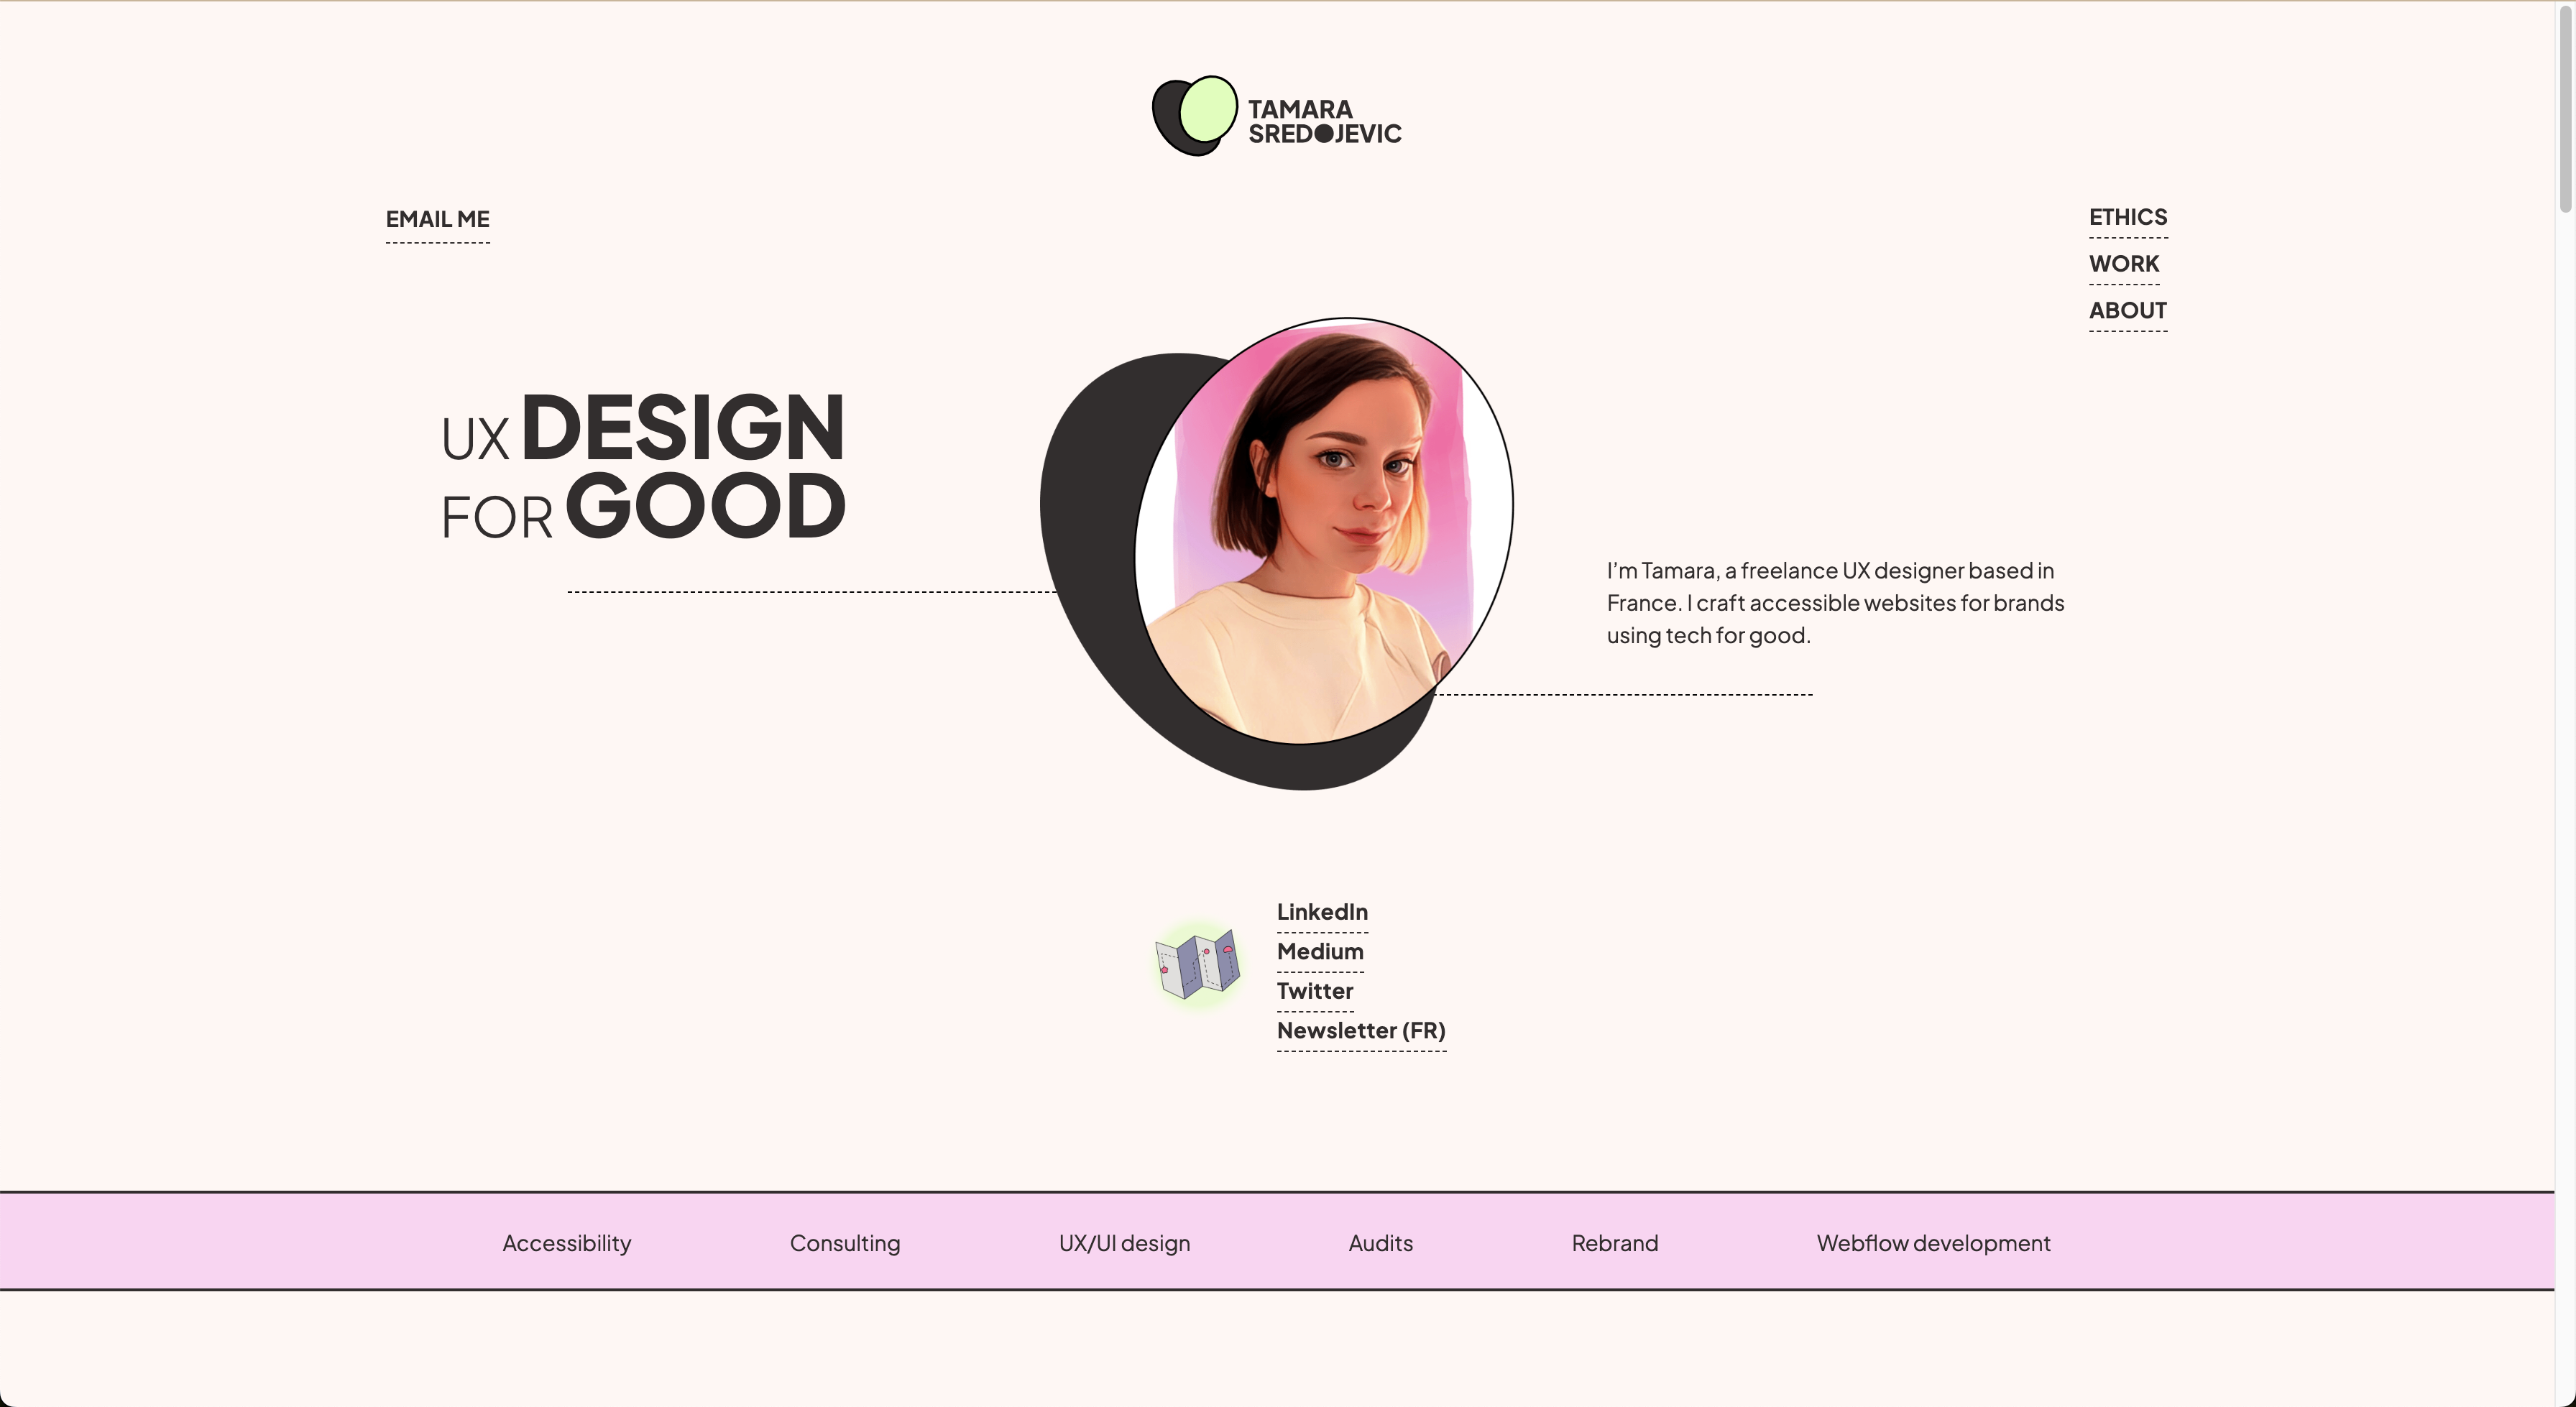 TAMARA
SREDOJEVIC
EMAIL ME
ETHICS
WORK
ABOUT
UX DESIGN
FOR GOOD
I’m Tamara, a freelance UX designer based in
France. I craft accessible websites for brands
using tech for good.
LinkedIn
Medium
Twitter
Newsletter (FR)
Accessibility
Consulting
UX/UI design
Audits
Rebrand
Webflow development